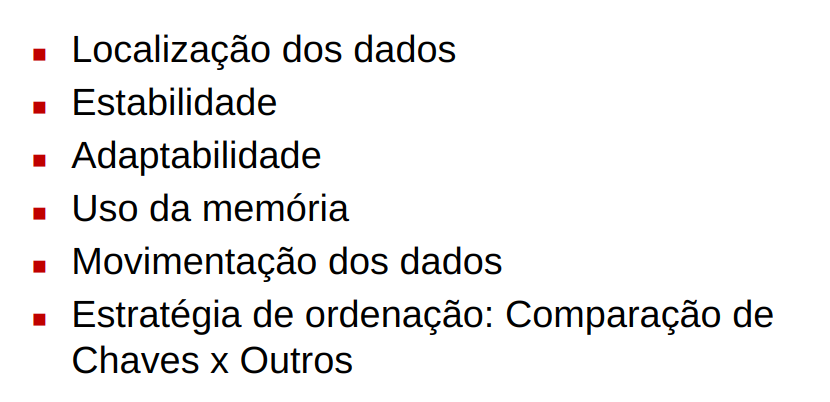 Localização dos dados
Estabilidade
Adaptabilidade
Uso da memória
Movimentação dos dados
Estratégia de ordenação: Comparação de
Chaves x Outros